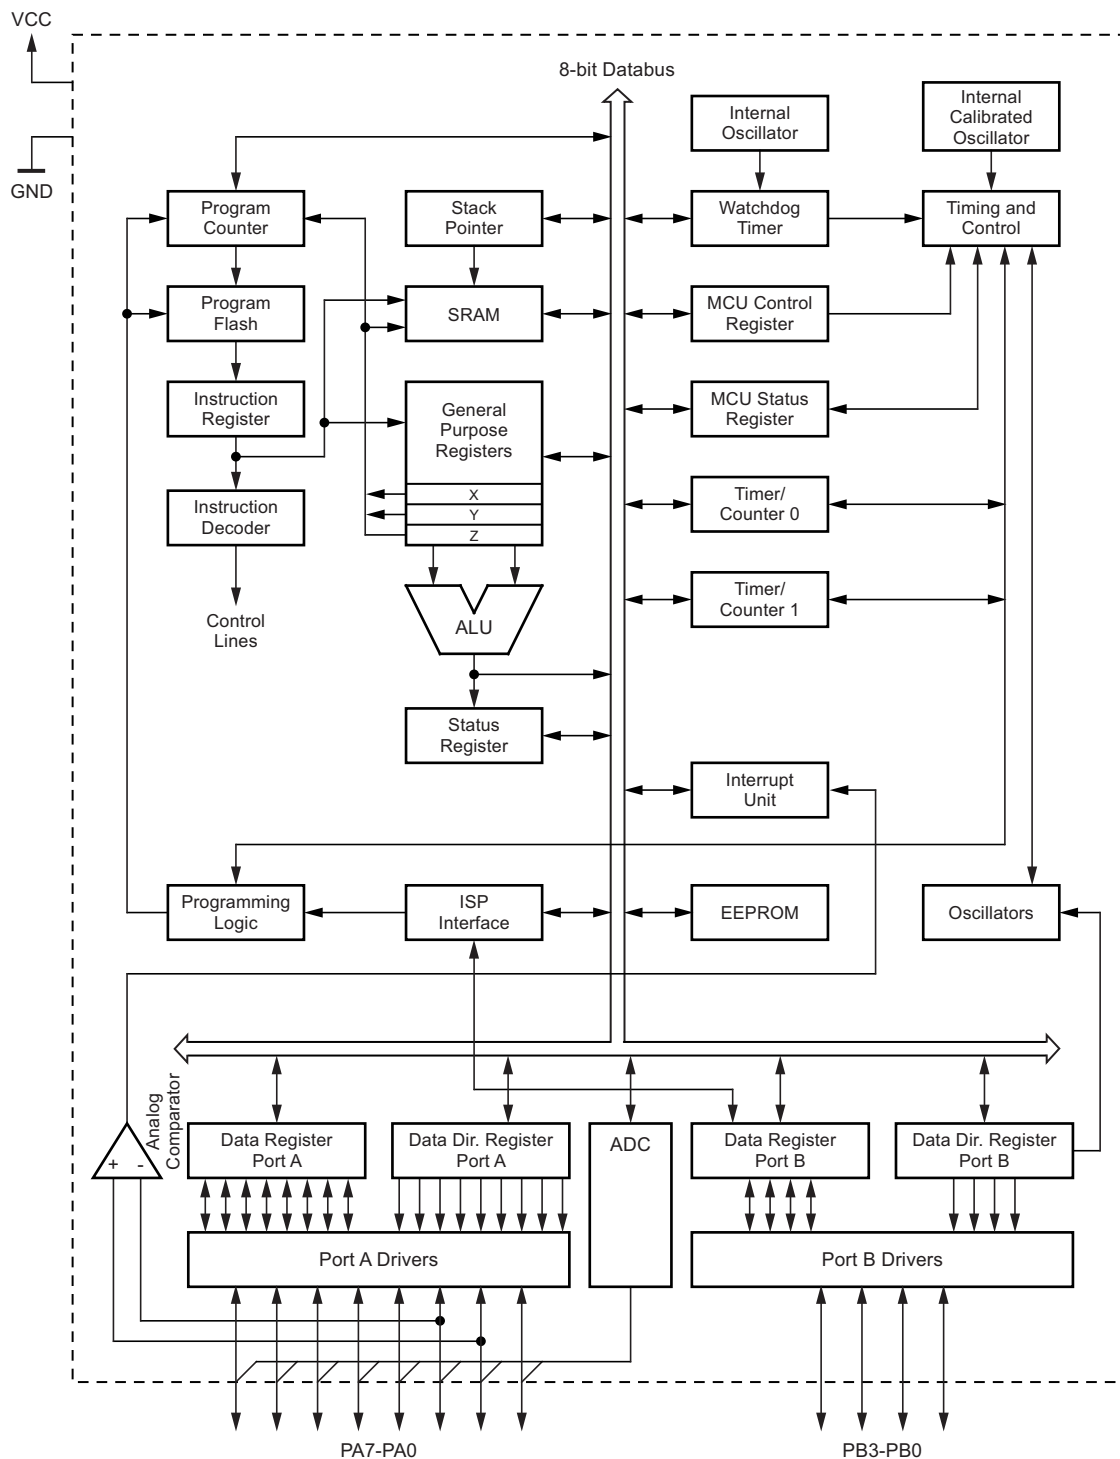 VCC
8-bit Databus
GND
Internal
Oscillator
Internal
Calibrated
Oscillator
Program
Counter
Stack
Pointer
Watchdog
Timer
Timing and
Control
Program
Flash
SRAM
MCU Control
Register
Instruction
Register
General
Purpose
Registers
X
Y
Z
MCU Status
Register
Instruction
Decoder
Timer/
Counter 0
Control
Lines
ALU
Timer/
Counter 1
Status
Register
Interrupt
Unit
Programming
Logic
ISP
Interface
EEPROM
Oscillators
Analog
Comparator
+ -
Data Register
Port A
Data Dir. Register
Port A
ADC
Data Register
Port B
Data Dir. Register
Port B
Port A Drivers
Port B Drivers
PA7-PA0
PB3-PB0